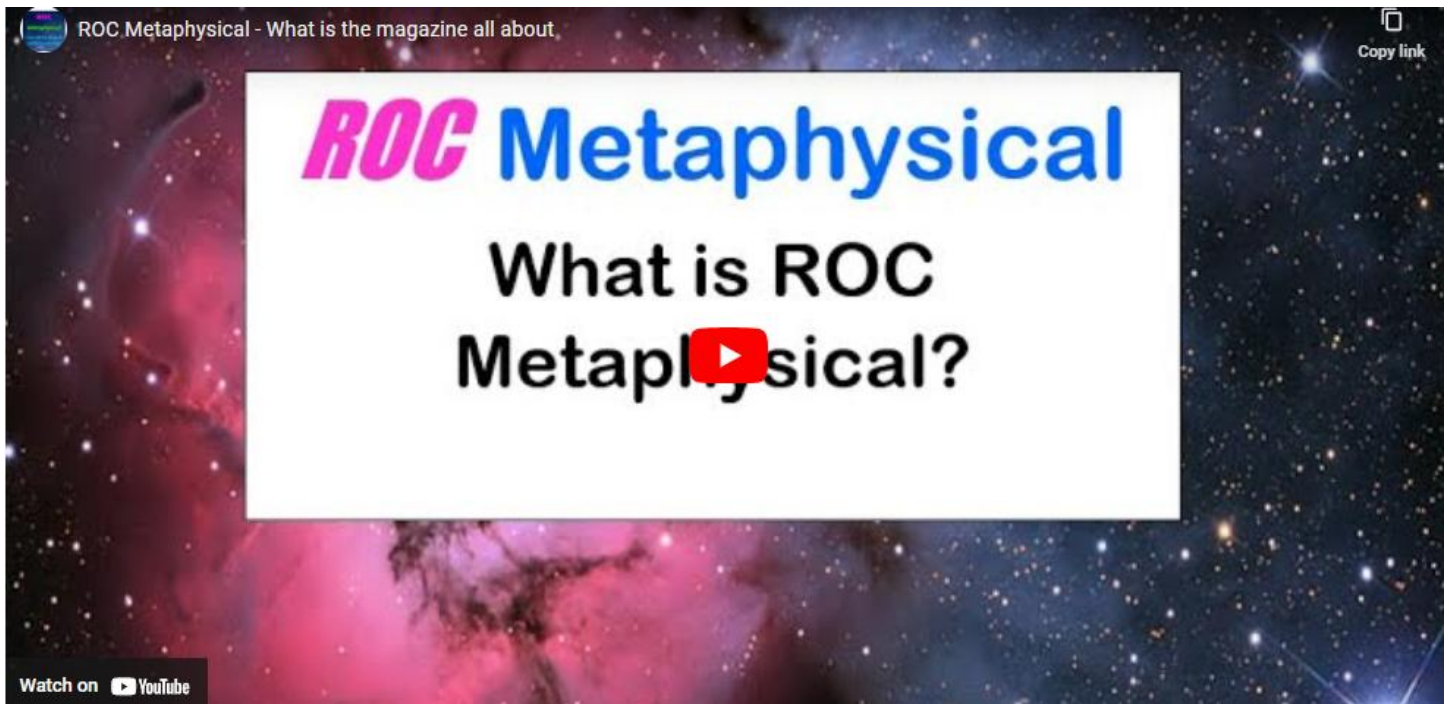 ROC Metaphysical - What is the magazine all about
Copy link
ROC Metaphysical
What is ROC
Metaphysical?
Watch on YouTube